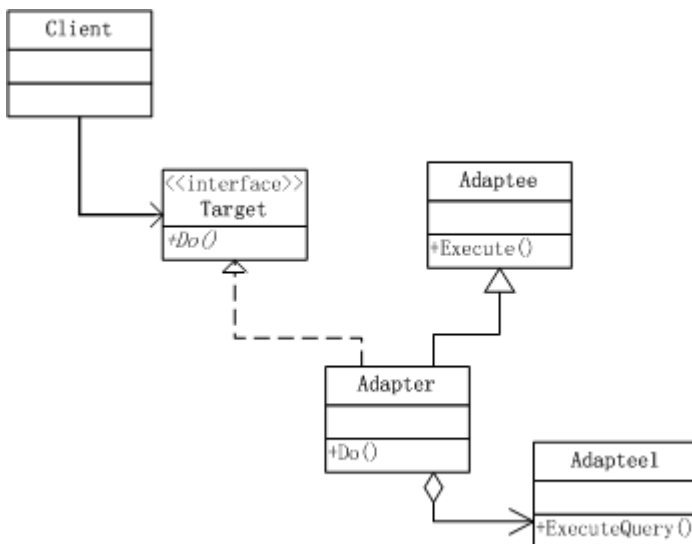 Client
<<interface>>
Target
+Do()
Adaptee
+Execute()
Adapter
+Do()
Adaptee1
+ExecuteQuery()